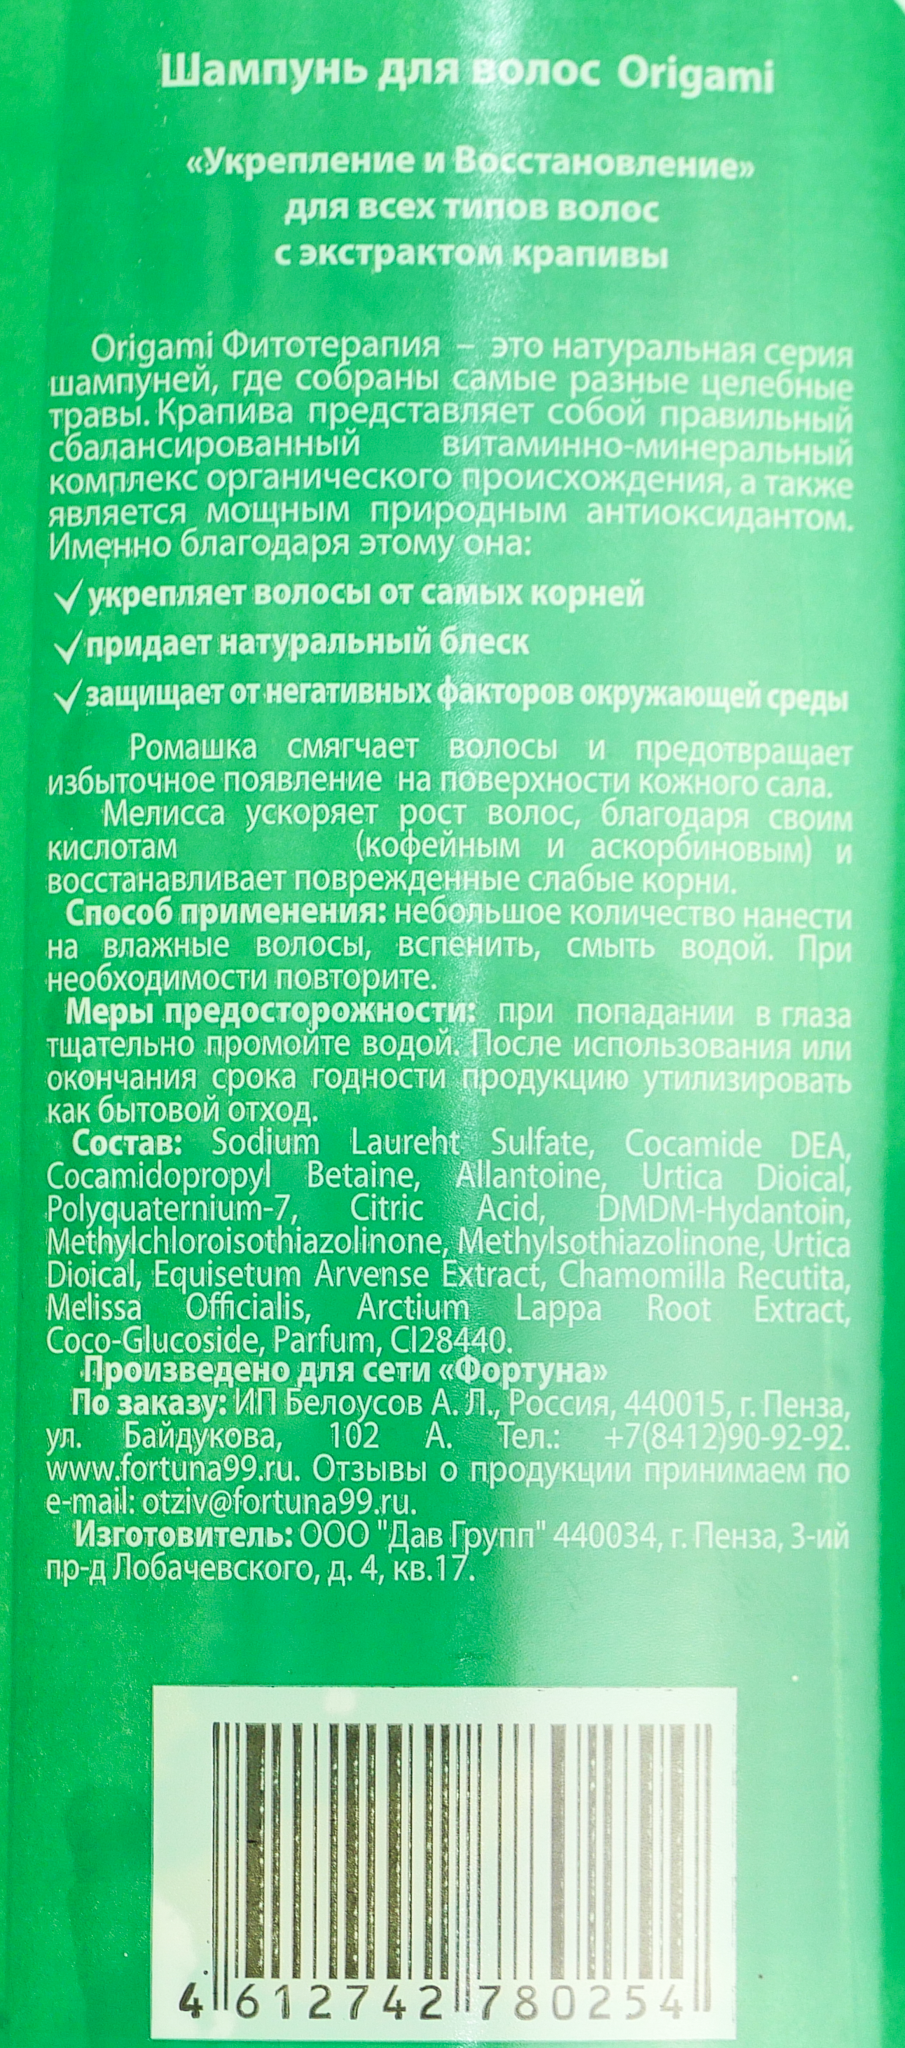 Шампунь для волос Origami
«Укрепление и Восстановление»
для всех типов волос
с экстрактом крапивы
Origami Фитотерапия – это натуральная серия
шампуней, где собраны самые разные целебные
травы. Крапива представляет собой правильный
сбалансированный витаминно-минеральный
комплекс органического происхождения, а также
является мощным природным антиоксидантом.
Именно благодаря этому она:
✓укрепляет волосы от самых корней
✓придает натуральный блеск
✓защищает от негативных факторов окружающей среды
Ромашка смягчает волосы и предотвращает
избыточное появление на поверхности кожного сала.
Мелисса ускоряет рост волос, благодаря своим
кислотам (кофейным и аскорбиновым) и
восстанавливает поврежденные слабые корни.
Способ применения: небольшое количество нанести
на влажные волосы, вспенить, смыть водой. При
необходимости повторите.
Меры предосторожности: при попадании в глаза
тщательно промойте водой. После использования или
окончания срока годности продукцию утилизировать
как бытовой отход.
Состав: Sodium Laureht Sulfate, Cocamide DEA,
Cocamidopropyl Betaine, Allantoine, Urtica Dioical,
Polyquaternium-7, Citric Acid, DMDM-Hydantoin,
Methylchloroisothiazolinone, Methylsothiazolinone, Urtica
Dioical, Equisetum Arvense Extract, Chamomilla Recutita,
Melissa Officialis, Arctium Lappa Root Extract,
Coco-Glucoside, Parfum, CI28440.
Произведено для сети «Фортуна»
По заказу: ИП Белоусов А. Л., Россия, 440015, г. Пенза,
ул. Байдукова, 102 А. Тел.: +7(8412)90-92-92.
www.fortuna99.ru. Отзывы о продукции принимаем по
e-mail: otziv@fortuna99.ru.
Изготовитель: ООО "Дав Групп" 440034, г. Пенза, 3-ий
пр-д Лобачевского, д. 4, кв.17.
4 612742 780254